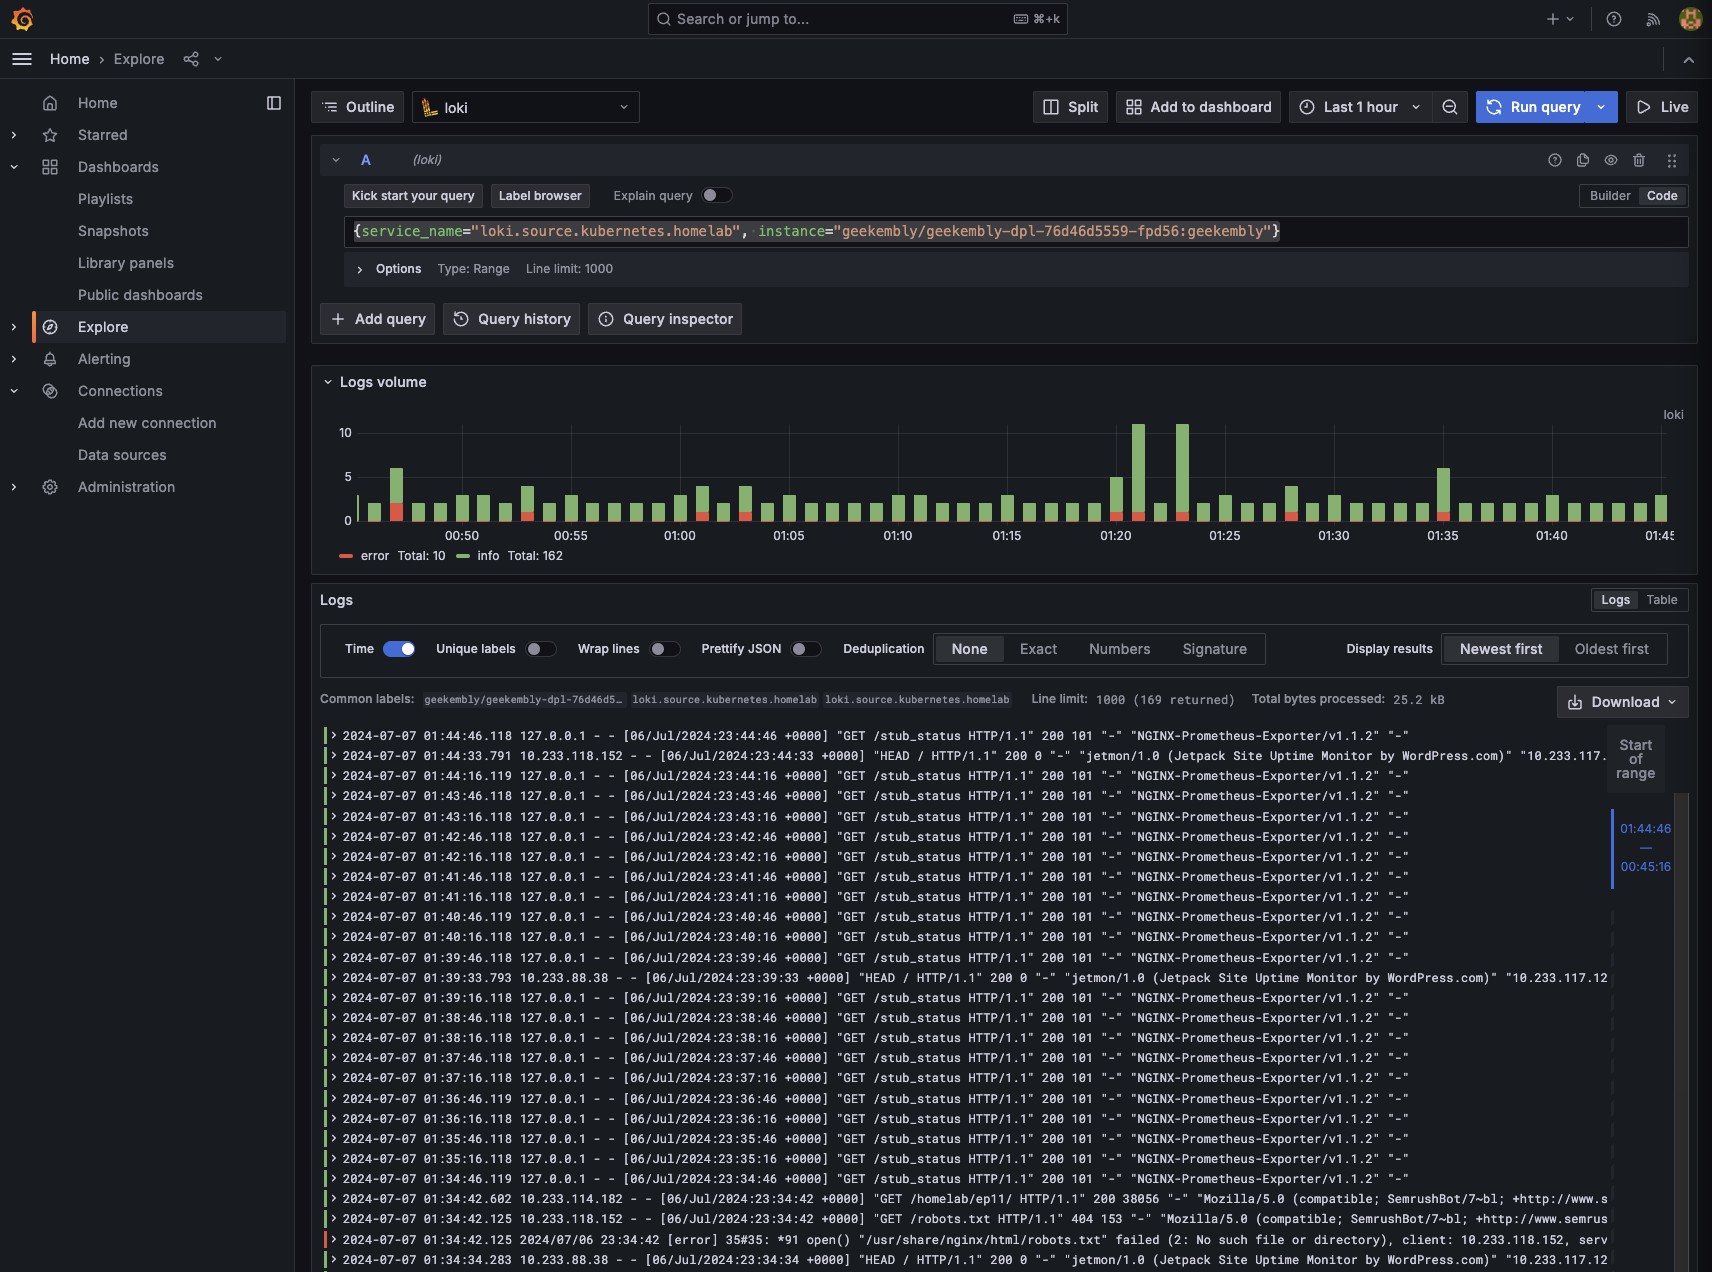 Search or jump to...
⌘+k
Home › Explore
Home
Starred
Dashboards
Playlists
Snapshots
Library panels
Public dashboards
Explore
Alerting
Connections
Add new connection
Data sources
Administration
Outline
loki
Split
Add to dashboard
Last 1 hour
Run query
Live
A (loki)
Kick start your query
Label browser
Explain query
Builder
Code
{service_name="loki.source.kubernetes.homelab", instance="geekembly/geekembly-dpl-76d46d5559-fpd56:geekembly"}
Options Type: Range Line limit: 1000
Add query
Query history
Query inspector
Logs volume
loki
10
5
0
00:50 00:55 01:00 01:05 01:10 01:15 01:20 01:25 01:30 01:35 01:40 01:45
error Total: 10 info Total: 162
Logs
Logs
Table
Time
Unique labels
Wrap lines
Prettify JSON
Deduplication
None
Exact
Numbers
Signature
Display results
Newest first
Oldest first
Common labels: geekembly/geekembly-dpl-76d46d5… loki.source.kubernetes.homelab loki.source.kubernetes.homelab Line limit: 1000 (169 returned) Total bytes processed: 25.2 kB
Download
2024-07-07 01:44:46.118 127.0.0.1 - - [06/Jul/2024:23:44:46 +0000] "GET /stub_status HTTP/1.1" 200 101 "-" "NGINX-Prometheus-Exporter/v1.1.2" "-"
2024-07-07 01:44:33.791 10.233.118.152 - - [06/Jul/2024:23:44:33 +0000] "HEAD / HTTP/1.1" 200 0 "-" "jetmon/1.0 (Jetpack Site Uptime Monitor by WordPress.com)" "10.233.117.
2024-07-07 01:44:16.119 127.0.0.1 - - [06/Jul/2024:23:44:16 +0000] "GET /stub_status HTTP/1.1" 200 101 "-" "NGINX-Prometheus-Exporter/v1.1.2" "-"
2024-07-07 01:43:46.118 127.0.0.1 - - [06/Jul/2024:23:43:46 +0000] "GET /stub_status HTTP/1.1" 200 101 "-" "NGINX-Prometheus-Exporter/v1.1.2" "-"
2024-07-07 01:43:16.118 127.0.0.1 - - [06/Jul/2024:23:43:16 +0000] "GET /stub_status HTTP/1.1" 200 101 "-" "NGINX-Prometheus-Exporter/v1.1.2" "-"
2024-07-07 01:42:46.118 127.0.0.1 - - [06/Jul/2024:23:42:46 +0000] "GET /stub_status HTTP/1.1" 200 101 "-" "NGINX-Prometheus-Exporter/v1.1.2" "-"
2024-07-07 01:42:16.118 127.0.0.1 - - [06/Jul/2024:23:42:16 +0000] "GET /stub_status HTTP/1.1" 200 101 "-" "NGINX-Prometheus-Exporter/v1.1.2" "-"
2024-07-07 01:41:46.118 127.0.0.1 - - [06/Jul/2024:23:41:46 +0000] "GET /stub_status HTTP/1.1" 200 101 "-" "NGINX-Prometheus-Exporter/v1.1.2" "-"
2024-07-07 01:41:16.118 127.0.0.1 - - [06/Jul/2024:23:41:16 +0000] "GET /stub_status HTTP/1.1" 200 101 "-" "NGINX-Prometheus-Exporter/v1.1.2" "-"
2024-07-07 01:40:46.119 127.0.0.1 - - [06/Jul/2024:23:40:46 +0000] "GET /stub_status HTTP/1.1" 200 101 "-" "NGINX-Prometheus-Exporter/v1.1.2" "-"
2024-07-07 01:40:16.118 127.0.0.1 - - [06/Jul/2024:23:40:16 +0000] "GET /stub_status HTTP/1.1" 200 101 "-" "NGINX-Prometheus-Exporter/v1.1.2" "-"
2024-07-07 01:39:46.118 127.0.0.1 - - [06/Jul/2024:23:39:46 +0000] "GET /stub_status HTTP/1.1" 200 101 "-" "NGINX-Prometheus-Exporter/v1.1.2" "-"
2024-07-07 01:39:33.793 10.233.88.38 - - [06/Jul/2024:23:39:33 +0000] "HEAD / HTTP/1.1" 200 0 "-" "jetmon/1.0 (Jetpack Site Uptime Monitor by WordPress.com)" "10.233.117.12
2024-07-07 01:39:16.118 127.0.0.1 - - [06/Jul/2024:23:39:16 +0000] "GET /stub_status HTTP/1.1" 200 101 "-" "NGINX-Prometheus-Exporter/v1.1.2" "-"
2024-07-07 01:38:46.118 127.0.0.1 - - [06/Jul/2024:23:38:46 +0000] "GET /stub_status HTTP/1.1" 200 101 "-" "NGINX-Prometheus-Exporter/v1.1.2" "-"
2024-07-07 01:38:16.118 127.0.0.1 - - [06/Jul/2024:23:38:16 +0000] "GET /stub_status HTTP/1.1" 200 101 "-" "NGINX-Prometheus-Exporter/v1.1.2" "-"
2024-07-07 01:37:46.118 127.0.0.1 - - [06/Jul/2024:23:37:46 +0000] "GET /stub_status HTTP/1.1" 200 101 "-" "NGINX-Prometheus-Exporter/v1.1.2" "-"
2024-07-07 01:37:16.118 127.0.0.1 - - [06/Jul/2024:23:37:16 +0000] "GET /stub_status HTTP/1.1" 200 101 "-" "NGINX-Prometheus-Exporter/v1.1.2" "-"
2024-07-07 01:36:46.119 127.0.0.1 - - [06/Jul/2024:23:36:46 +0000] "GET /stub_status HTTP/1.1" 200 101 "-" "NGINX-Prometheus-Exporter/v1.1.2" "-"
2024-07-07 01:36:16.118 127.0.0.1 - - [06/Jul/2024:23:36:16 +0000] "GET /stub_status HTTP/1.1" 200 101 "-" "NGINX-Prometheus-Exporter/v1.1.2" "-"
2024-07-07 01:35:46.118 127.0.0.1 - - [06/Jul/2024:23:35:46 +0000] "GET /stub_status HTTP/1.1" 200 101 "-" "NGINX-Prometheus-Exporter/v1.1.2" "-"
2024-07-07 01:35:16.118 127.0.0.1 - - [06/Jul/2024:23:35:16 +0000] "GET /stub_status HTTP/1.1" 200 101 "-" "NGINX-Prometheus-Exporter/v1.1.2" "-"
2024-07-07 01:34:46.119 127.0.0.1 - - [06/Jul/2024:23:34:46 +0000] "GET /stub_status HTTP/1.1" 200 101 "-" "NGINX-Prometheus-Exporter/v1.1.2" "-"
2024-07-07 01:34:42.602 10.233.114.182 - - [06/Jul/2024:23:34:42 +0000] "GET /homelab/ep11/ HTTP/1.1" 200 38056 "-" "Mozilla/5.0 (compatible; SemrushBot/7~bl; +http://www.s
2024-07-07 01:34:42.125 10.233.118.152 - - [06/Jul/2024:23:34:42 +0000] "GET /robots.txt HTTP/1.1" 404 153 "-" "Mozilla/5.0 (compatible; SemrushBot/7~bl; +http://www.semrus
2024-07-07 01:34:42.125 2024/07/06 23:34:42 [error] 35#35: *91 open() "/usr/share/nginx/html/robots.txt" failed (2: No such file or directory), client: 10.233.118.152, serv
2024-07-07 01:34:34.283 10.233.88.38 - - [06/Jul/2024:23:34:34 +0000] "HEAD / HTTP/1.1" 200 0 "-" "jetmon/1.0 (Jetpack Site Uptime Monitor by WordPress.com)" "10.233.117.12
Start
of
range
01:44:46
—
00:45:16